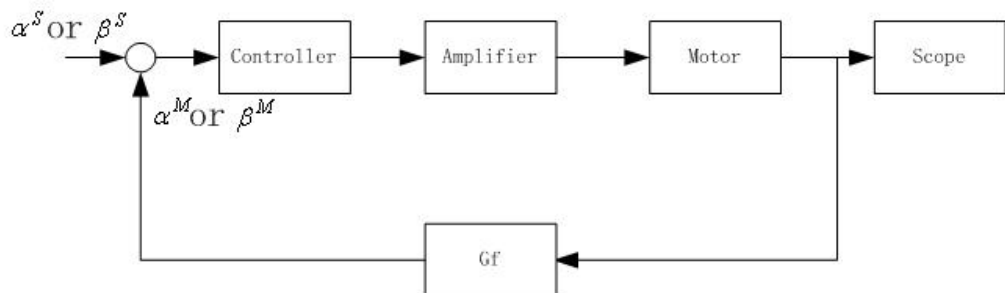 α^S or β^S
Controller
Amplifier
Motor
Scope
α^M or β^M
Gf